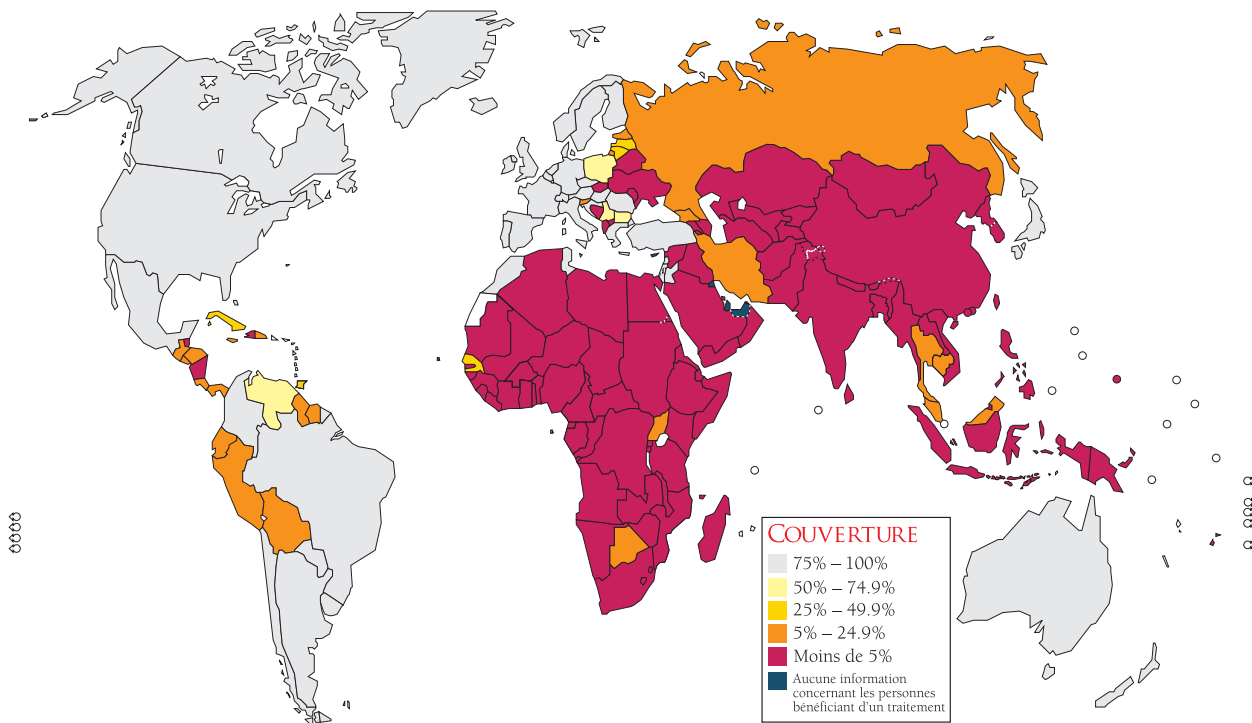 COUVERTURE
75% – 100%
50% – 74.9%
25% – 49.9%
5% – 24.9%
Moins de 5%
Aucune information
concernant les personnes
bénéficiant d'un traitement